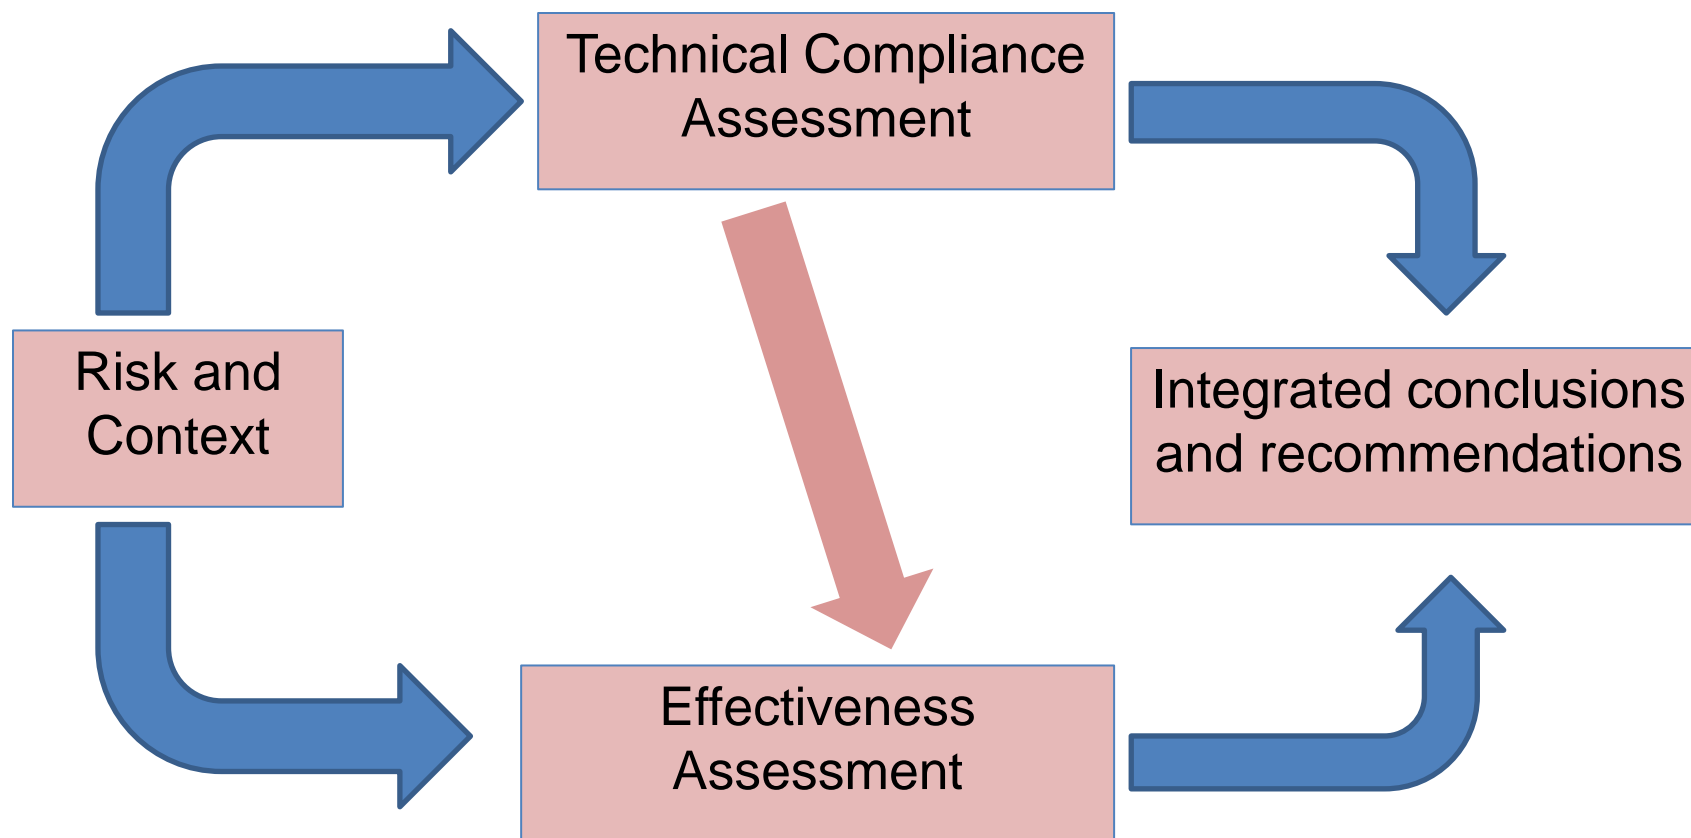 Technical Compliance
Assessment
Risk and
Context
Integrated conclusions
and recommendations
Effectiveness
Assessment